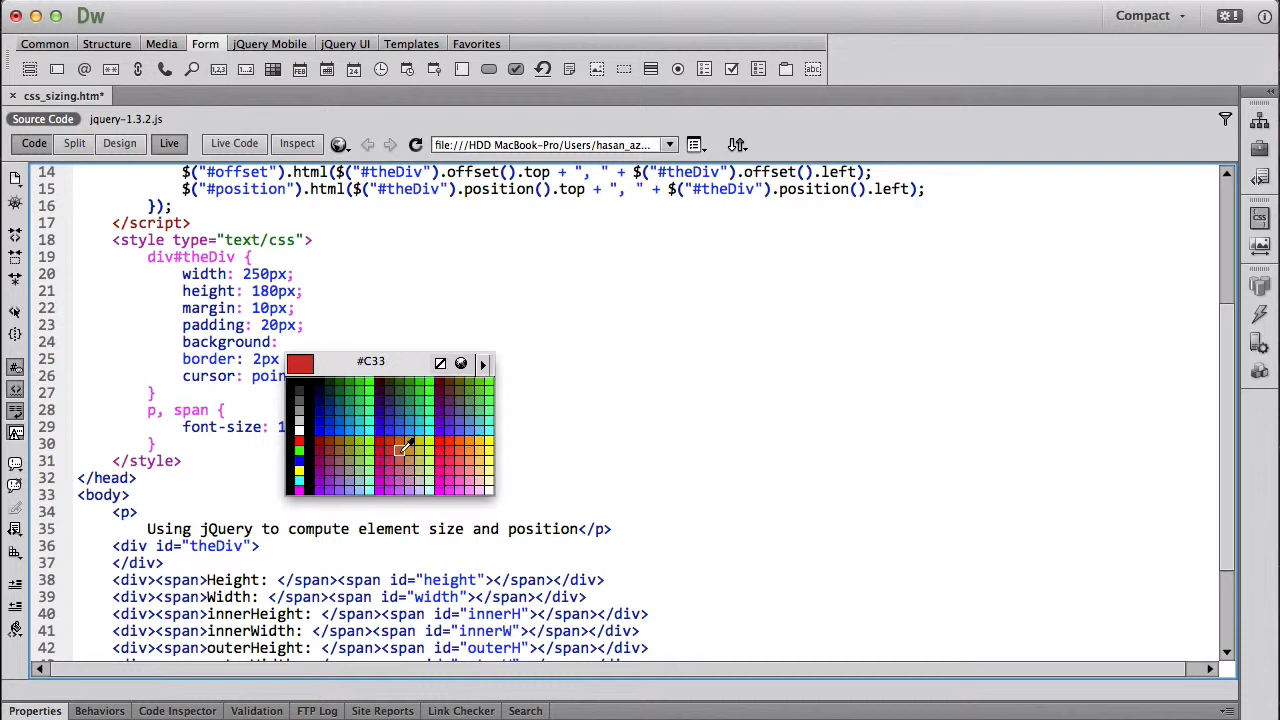 Dw
Compact
Common Structure Media Form jQuery Mobile jQuery UI Templates Favorites
css_sizing.htm*
Source Code jquery-1.3.2.js
Code Split Design Live Live Code Inspect file:///HDD MacBook-Pro/Users/hasan_az...
14 $("#offset").html($("#theDiv").offset().top + ", " + $("#theDiv").offset().left);
15 $("#position").html($("#theDiv").position().top + ", " + $("#theDiv").position().left);
16 });
17 </script>
18 <style type="text/css">
19 div#theDiv {
20 width: 250px;
21 height: 180px;
22 margin: 10px;
23 padding: 20px;
24 background:
25 border: 2px
26 cursor: poin
27 }
28 p, span {
29 font-size: 1
30 }
31 </style>
32 </head>
33 <body>
34 <p>
35 Using jQuery to compute element size and position</p>
36 <div id="theDiv">
37 </div>
38 <div><span>Height: </span><span id="height"></span></div>
39 <div><span>Width: </span><span id="width"></span></div>
40 <div><span>innerHeight: </span><span id="innerH"></span></div>
41 <div><span>innerWidth: </span><span id="innerW"></span></div>
42 <div><span>outerHeight: </span><span id="outerH"></span></div>
#C33
Properties Behaviors Code Inspector Validation FTP Log Site Reports Link Checker Search